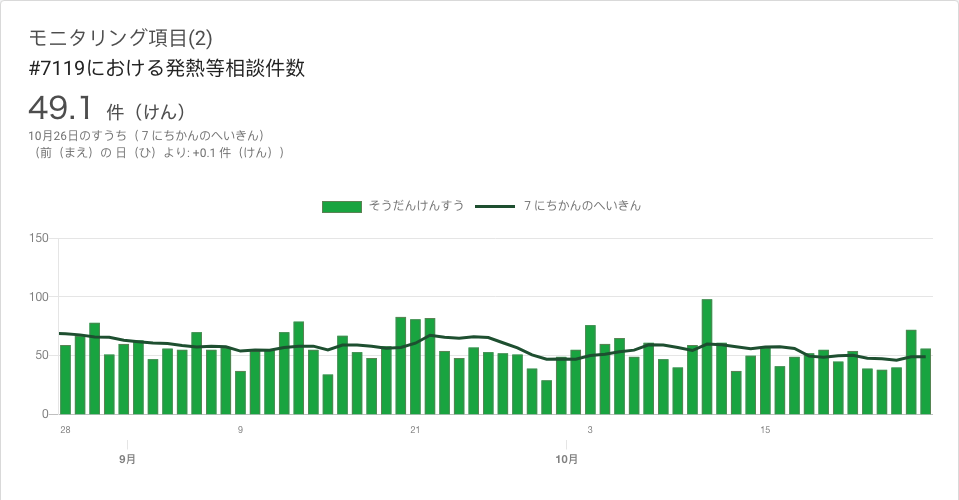 モニタリング項目(2)
#7119における発熱等相談件数
49.1 件（けん）
10月26日のすうち（７にちかんのへいきん）
（前（まえ）の 日（ひ）より: +0.1 件（けん））
そうだんけんすう ７にちかんのへいきん
150
100
50
0
28 9 21 3 15
9月 10月